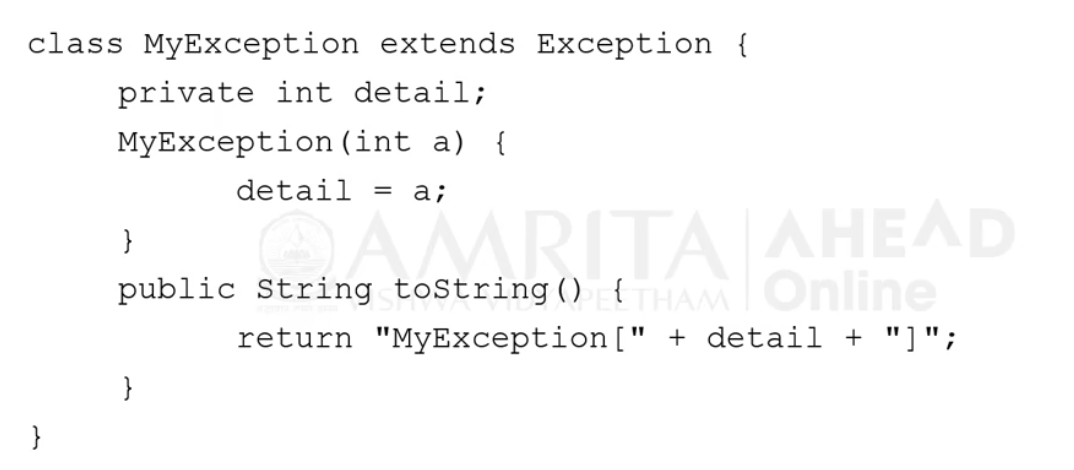 class MyException extends Exception {
private int detail;
MyException(int a) {
detail = a;
}
AMRITA AHEAD
public String toString() {
VISHWA VIDYAPEETHAM Online
return "MyException[" + detail + "]";
}
}